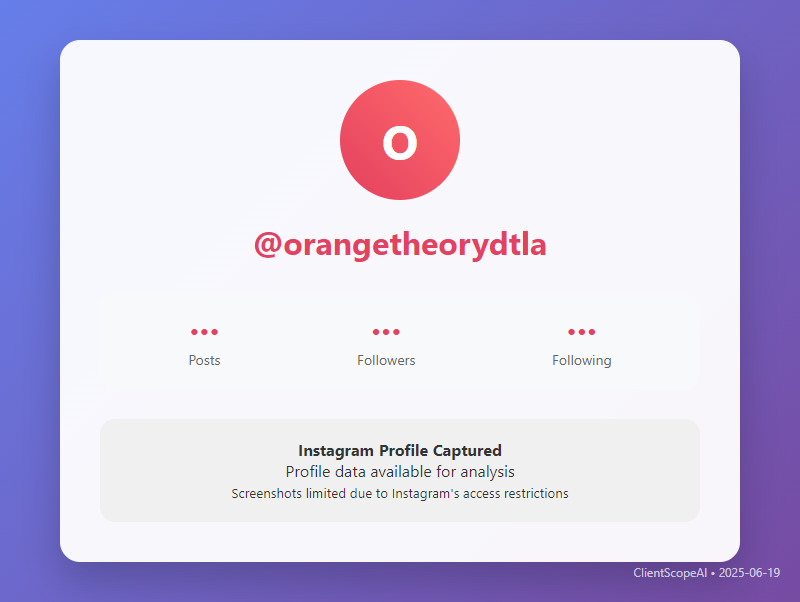 O
@orangetheorydtla
••• ••• •••
Posts Followers Following
Instagram Profile Captured
Profile data available for analysis
Screenshots limited due to Instagram's access restrictions
ClientScopeAI • 2025-06-19